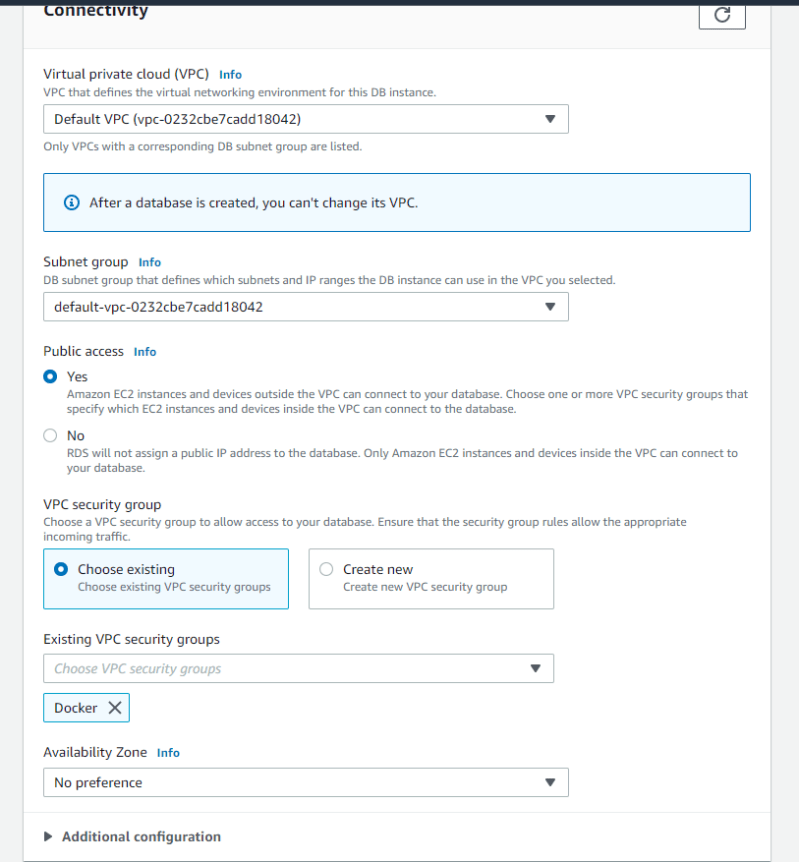 Connectivity
Virtual private cloud (VPC) Info
VPC that defines the virtual networking environment for this DB instance.
Default VPC (vpc-0232cbe7cadd18042)
Only VPCs with a corresponding DB subnet group are listed.
After a database is created, you can't change its VPC.
Subnet group Info
DB subnet group that defines which subnets and IP ranges the DB instance can use in the VPC you selected.
default-vpc-0232cbe7cadd18042
Public access Info
Yes
Amazon EC2 instances and devices outside the VPC can connect to your database. Choose one or more VPC security groups that
specify which EC2 instances and devices inside the VPC can connect to the database.
No
RDS will not assign a public IP address to the database. Only Amazon EC2 instances and devices inside the VPC can connect to
your database.
VPC security group
Choose a VPC security group to allow access to your database. Ensure that the security group rules allow the appropriate
incoming traffic.
Choose existing
Choose existing VPC security groups
Create new
Create new VPC security group
Existing VPC security groups
Choose VPC security groups
Docker
Availability Zone Info
No preference
Additional configuration